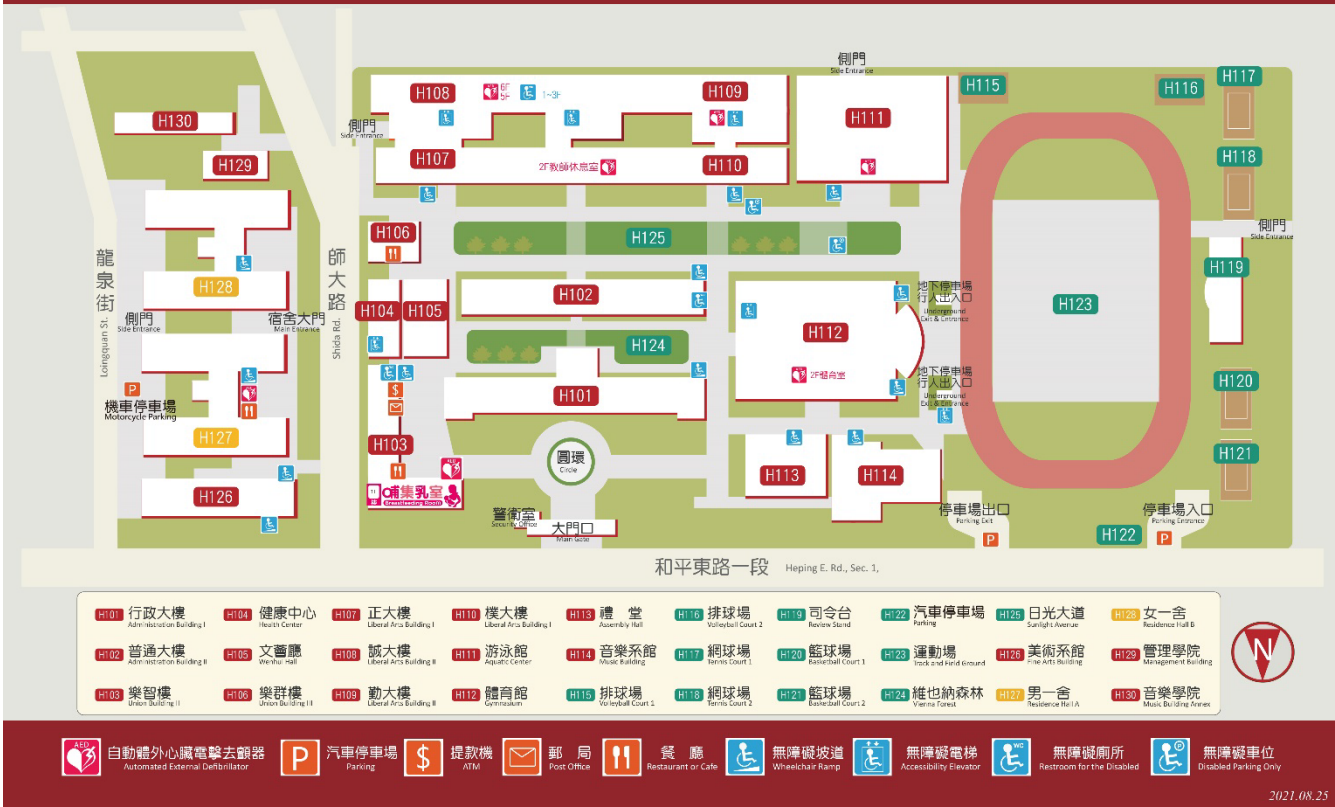 側門
Side Entrance
H117
H108
6F
5F
1~3F
H109
H115
H116
H130
H111
側門
Side Entrance
H129
H107
2F教師休息室
H110
H118
H106
H125
側門
Side Entrance
龍泉街
Loingquan St.
師大路
Shida Rd.
H128
H119
H102
地下停車場
行人出入口
Underground
Exit & Entrance
H123
側門
Side Entrance
宿舍大門
Main Entrance
H104
H105
H112
H124
2F體育室
地下停車場
行人出入口
Underground
Exit & Entrance
H120
P
機車停車場
Motorcycle Parking
$
H101
H127
H103
圓環
Circle
H121
AED
H113
H114
H126
哺集乳室
Breastfeeding Room
警衛室
Security Office
大門口
Main Gate
停車場出口
Parking Exit
P
H122
停車場入口
Parking Entrance
P
和平東路一段 Heping E. Rd., Sec. 1,
H101 行政大樓
Administration Building I
H104 健康中心
Health Center
H107 正大樓
Liberal Arts Building I
H110 樸大樓
Liberal Arts Building I
H113 禮 堂
Assembly Hall
H116 排球場
Volleyball Court 2
H119 司令台
Review Stand
H122 汽車停車場
Parking
H125 日光大道
Sunlight Avenue
H128 女一舍
Residence Hall B
H102 普通大樓
Administration Building II
H105 文薈廳
Wenhui Hall
H108 誠大樓
Liberal Arts Building II
H111 游泳館
Aquatic Center
H114 音樂系館
Music Building
H117 網球場
Tennis Court 1
H120 籃球場
Basketball Court 1
H123 運動場
Track and Field Ground
H126 美術系館
Fine Arts Building
H129 管理學院
Management Building
H103 樂智樓
Union Building II
H106 樂群樓
Union Building III
H109 勤大樓
Liberal Arts Building II
H112 體育館
Gymnasium
H115 排球場
Volleyball Court 1
H118 網球場
Tennis Court 2
H121 籃球場
Basketball Court 2
H124 維也納森林
Vienna Forest
H127 男一舍
Residence Hall A
H130 音樂學院
Music Building Annex
N
AED
自動體外心臟電擊去顫器
Automated External Defibrillator
P
汽車停車場
Parking
$
提款機
ATM
郵 局
Post Office
餐 廳
Restaurant or Cafe
無障礙坡道
Wheelchair Ramp
無障礙電梯
Accessibility Elevator
WC
無障礙廁所
Restroom for the Disabled
P
無障礙車位
Disabled Parking Only
2021.08.25